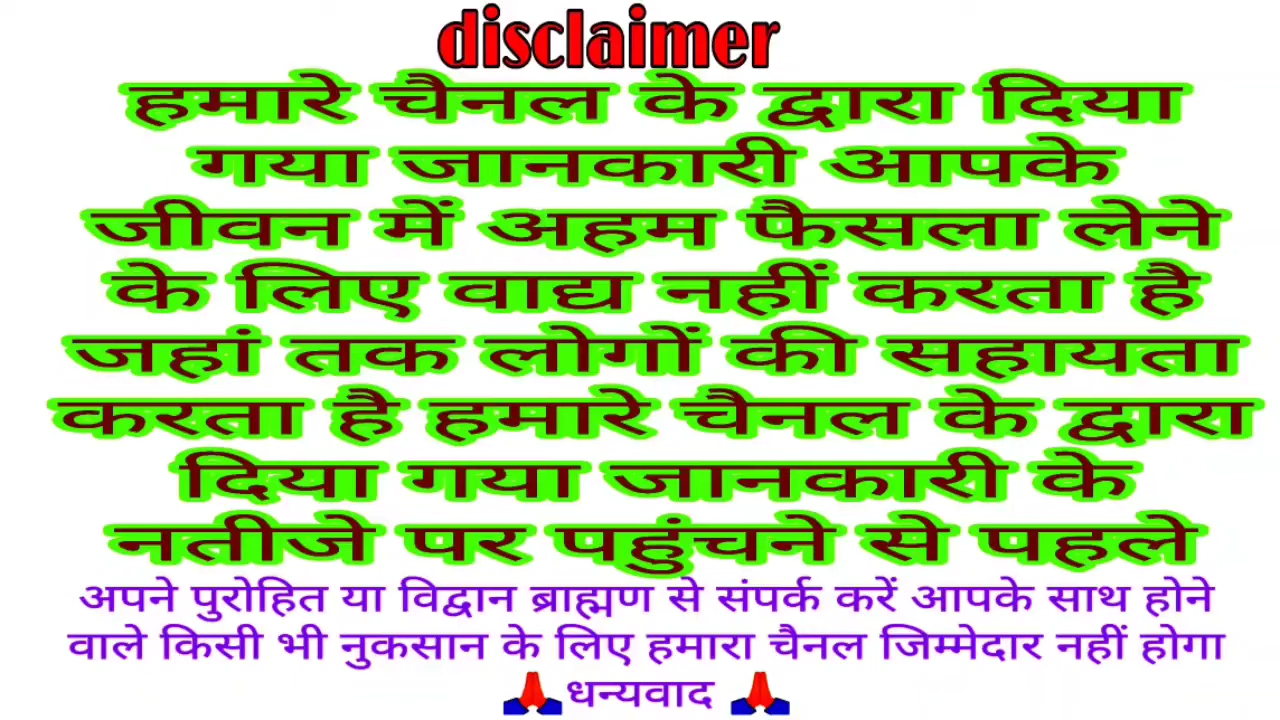 disclaimer
हमारे चैनल के द्वारा दिया
गया जानकारी आपके
जीवन में अहम फैसला लेने
के लिए वाद्य नहीं करता है
जहां तक लोगों की सहायता
करता है हमारे चैनल के द्वारा
दिया गया जानकारी के
नतीजे पर पहुंचने से पहले
अपने पुरोहित या विद्वान ब्राह्मण से संपर्क करें आपके साथ होने
वाले किसी भी नुकसान के लिए हमारा चैनल जिम्मेदार नहीं होगा
🙏धन्यवाद 🙏